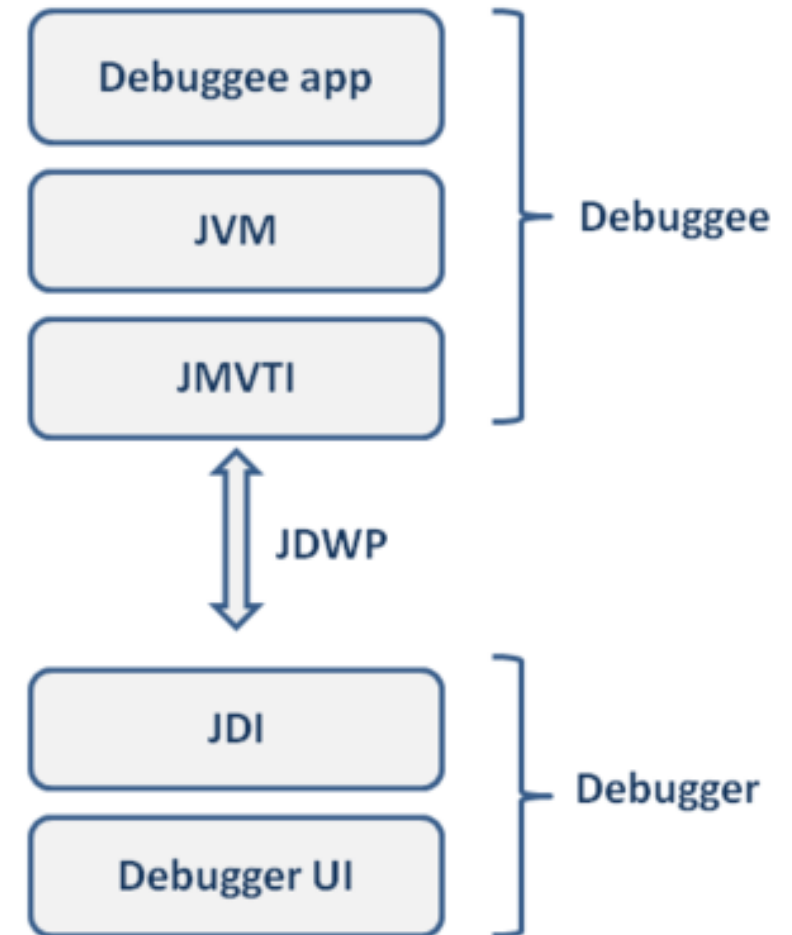 Debuggee app
JVM
Debuggee
JMVTI
JDWP
JDI
Debugger
Debugger UI